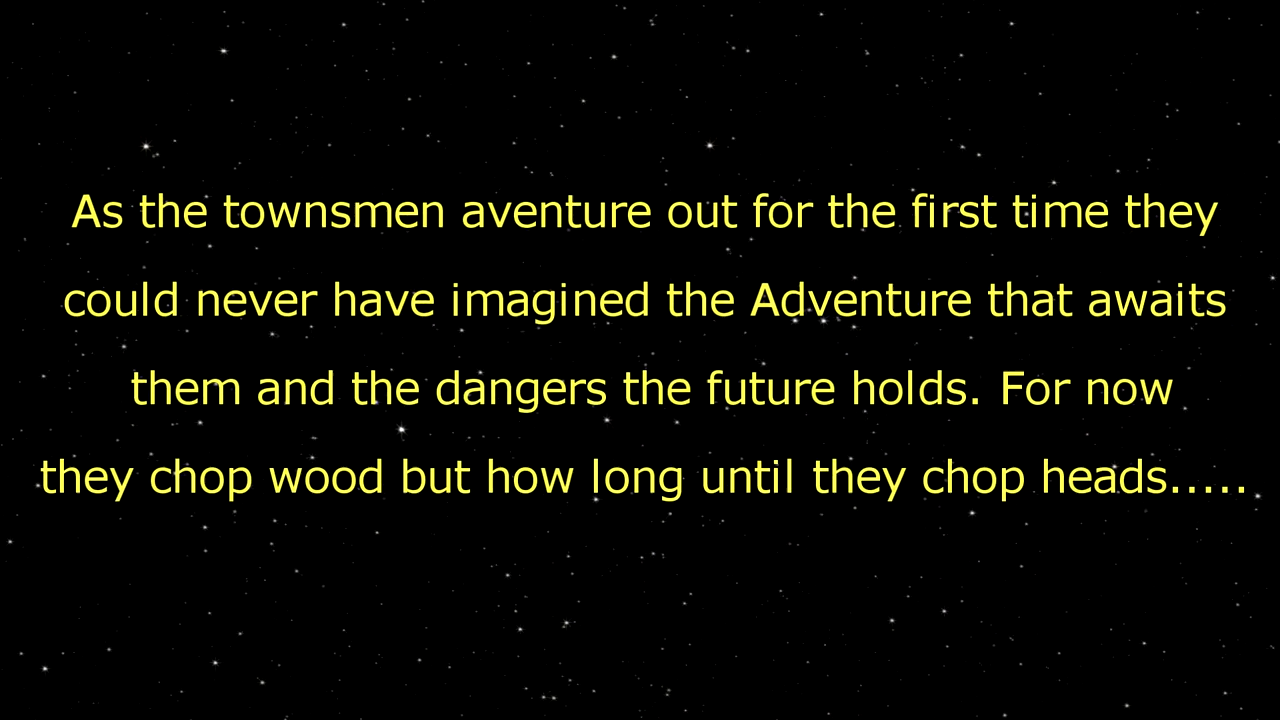 As the townsmen aventure out for the first time they
could never have imagined the Adventure that awaits
them and the dangers the future holds. For now
they chop wood but how long until they chop heads.....